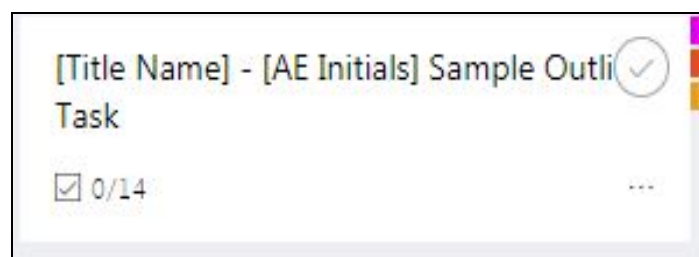 [Title Name] - [AE Initials] Sample Outli
Task
0/14
...